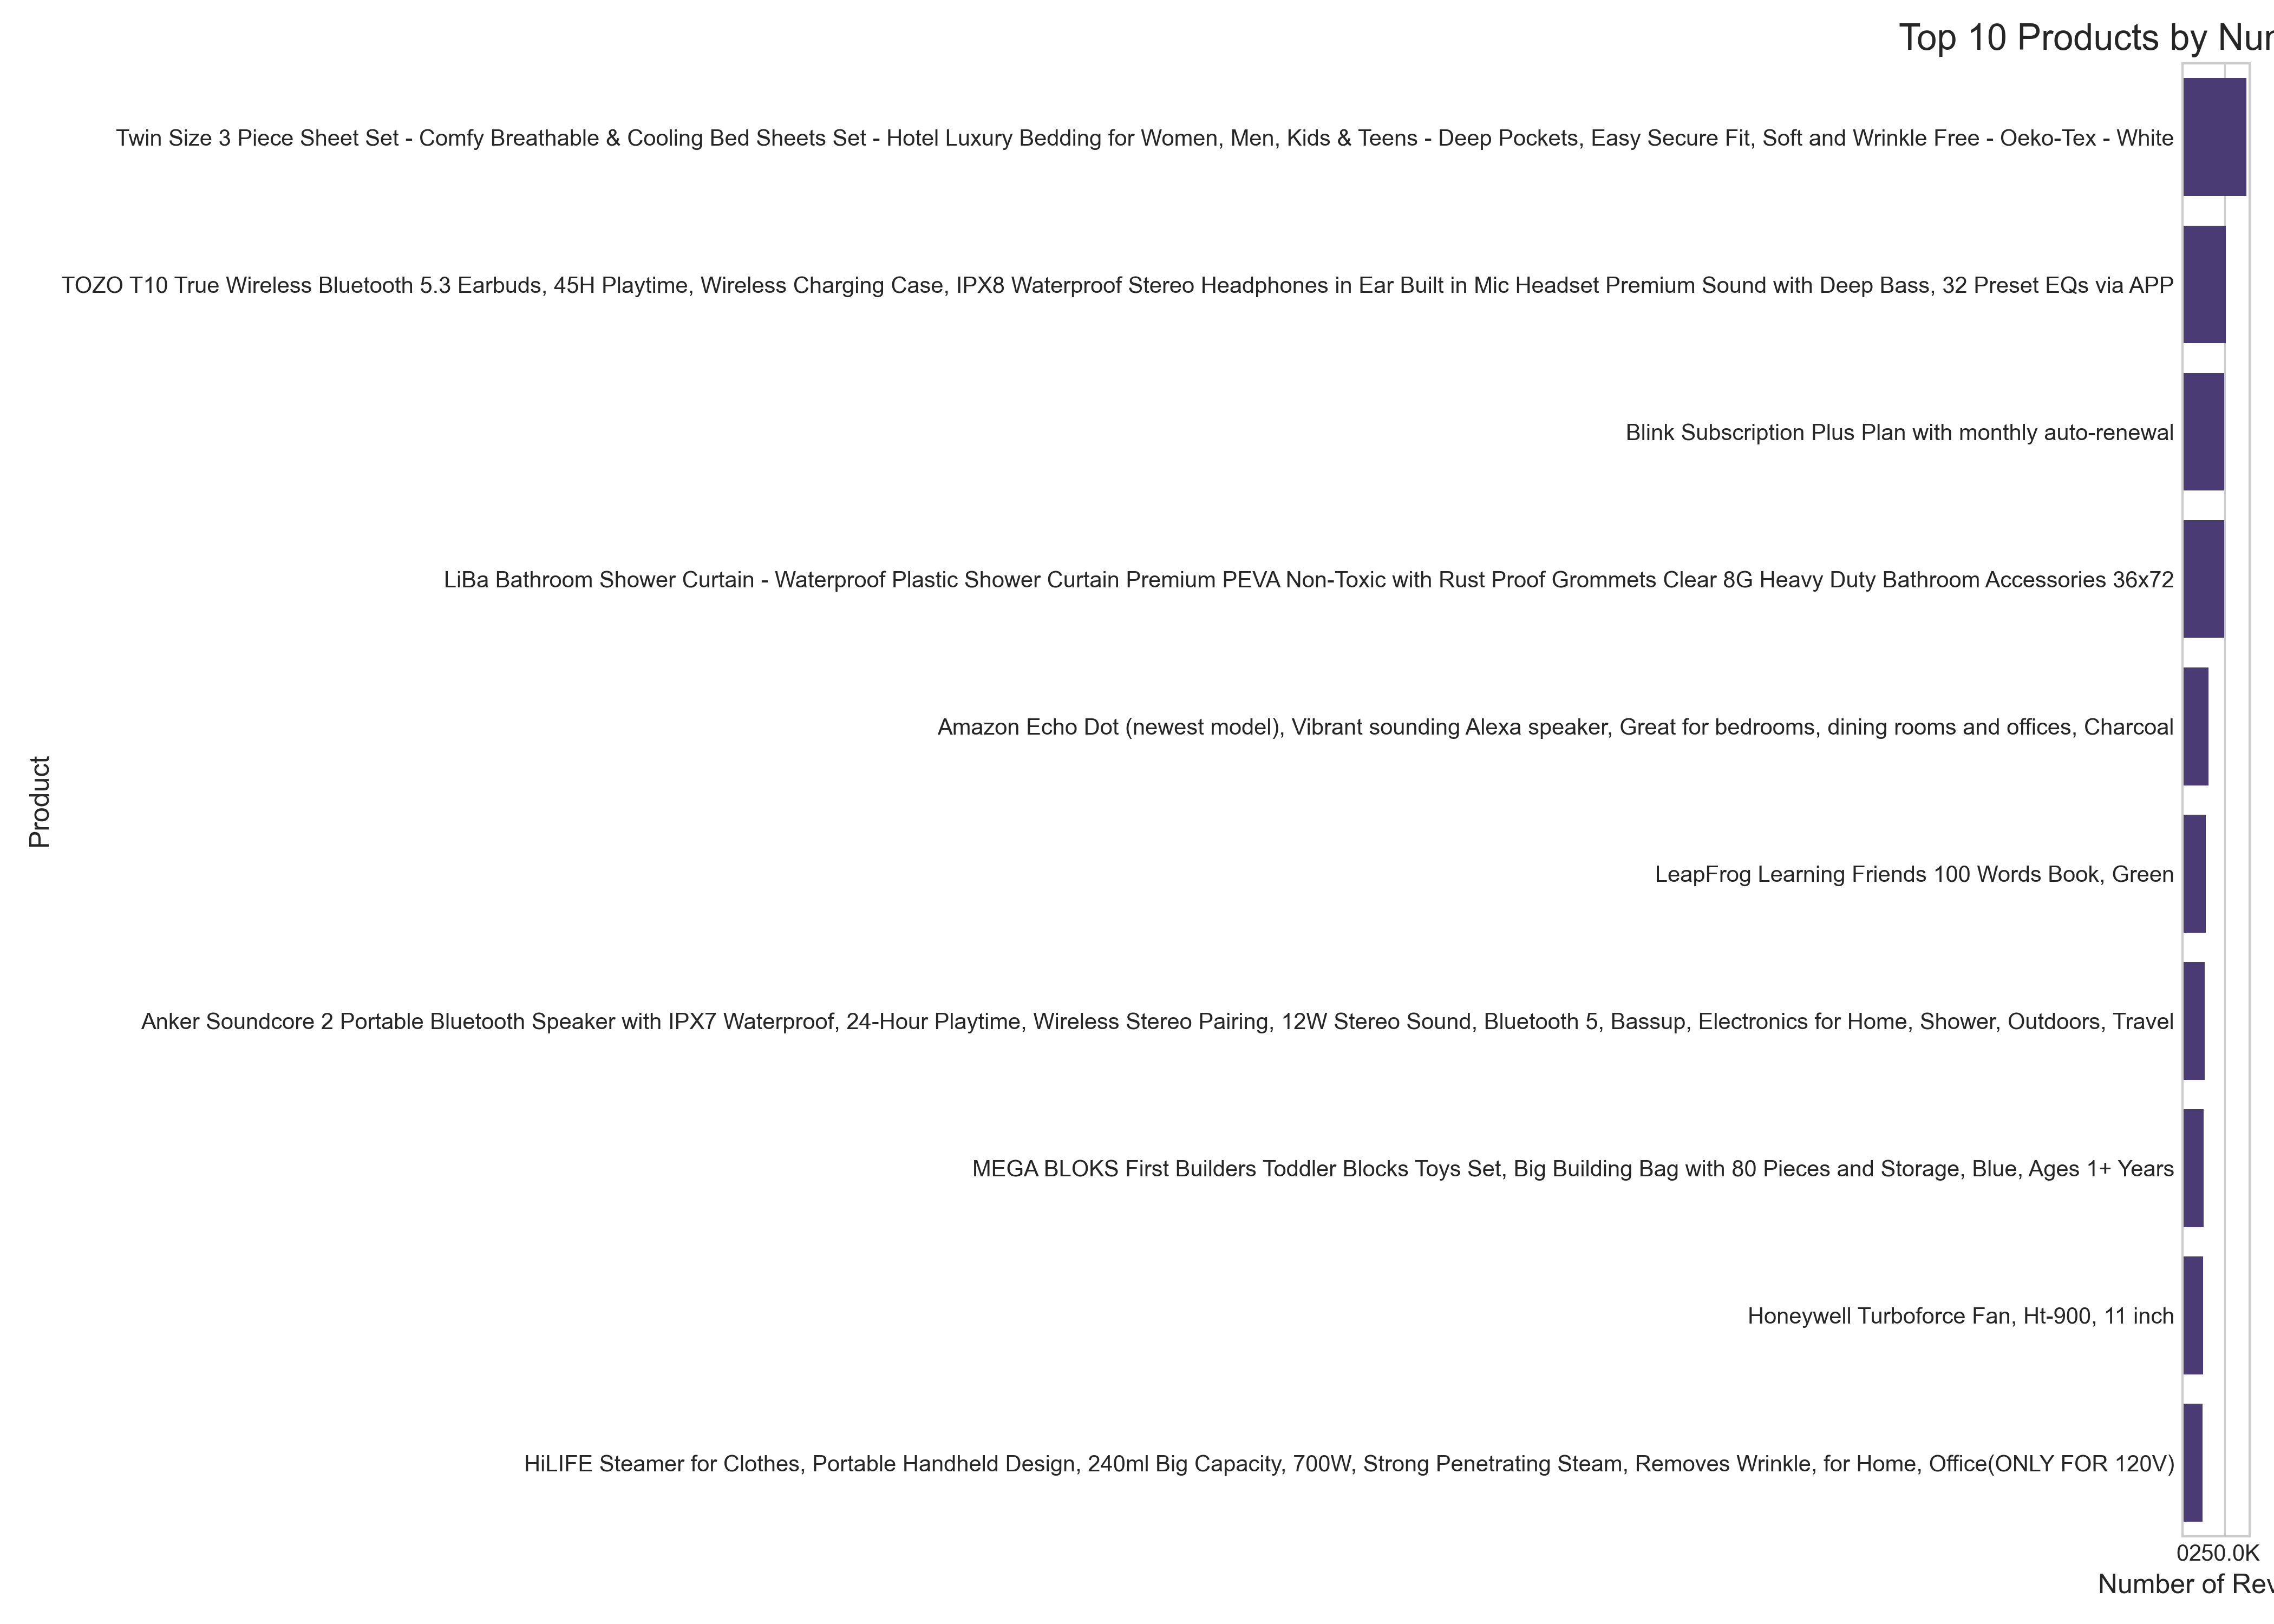 Top 10 Products by Nu
Twin Size 3 Piece Sheet Set - Comfy Breathable & Cooling Bed Sheets Set - Hotel Luxury Bedding for Women, Men, Kids & Teens - Deep Pockets, Easy Secure Fit, Soft and Wrinkle Free - Oeko-Tex - White
TOZO T10 True Wireless Bluetooth 5.3 Earbuds, 45H Playtime, Wireless Charging Case, IPX8 Waterproof Stereo Headphones in Ear Built in Mic Headset Premium Sound with Deep Bass, 32 Preset EQs via APP
Blink Subscription Plus Plan with monthly auto-renewal
LiBa Bathroom Shower Curtain - Waterproof Plastic Shower Curtain Premium PEVA Non-Toxic with Rust Proof Grommets Clear 8G Heavy Duty Bathroom Accessories 36x72
Amazon Echo Dot (newest model), Vibrant sounding Alexa speaker, Great for bedrooms, dining rooms and offices, Charcoal
Product
LeapFrog Learning Friends 100 Words Book, Green
Anker Soundcore 2 Portable Bluetooth Speaker with IPX7 Waterproof, 24-Hour Playtime, Wireless Stereo Pairing, 12W Stereo Sound, Bluetooth 5, Bassup, Electronics for Home, Shower, Outdoors, Travel
MEGA BLOKS First Builders Toddler Blocks Toys Set, Big Building Bag with 80 Pieces and Storage, Blue, Ages 1+ Years
Honeywell Turboforce Fan, Ht-900, 11 inch
HiLIFE Steamer for Clothes, Portable Handheld Design, 240ml Big Capacity, 700W, Strong Penetrating Steam, Removes Wrinkle, for Home, Office(ONLY FOR 120V)
0250.0K
Number of Rev